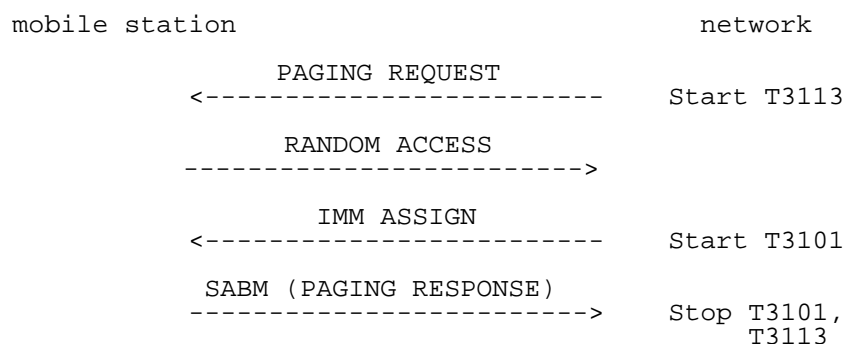 mobile station network
PAGING REQUEST
<------------------------- Start T3113
RANDOM ACCESS
------------------------->
IMM ASSIGN
<------------------------- Start T3101
SABM (PAGING RESPONSE)
-------------------------> Stop T3101,
T3113